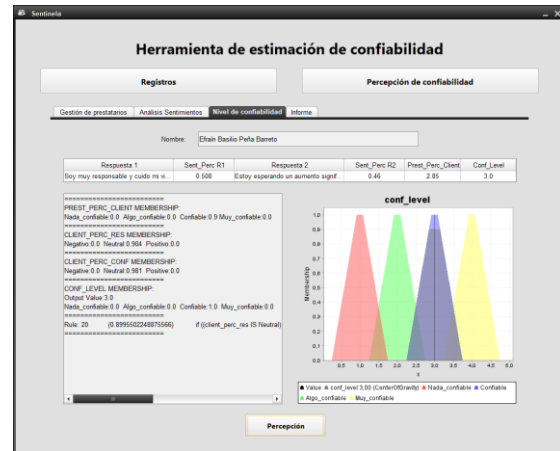 Sentinela
Herramienta de estimación de confiabilidad
Registros
Percepción de confiabilidad
Gestión de prestatarios
Análisis Sentimientos
Nivel de confiabilidad
Informe
Nombre:
Efraín Basilio Peña Barreto
Respuesta 1 Sent_Perc R1 Respuesta 2 Sent_Perc R2 Prest_Perc_Client Conf_Level
Soy muy responsable y cuido mi vi... 0.508 Estoy esperando un aumento signif... 0.46 2.85 3.0
=========================
PREST_PERC_CLIENT MEMBERSHIP:
Nada_confiable:0.0 Algo_confiable:0.0 Confiable:0.9 Muy_confiable:0.0
=========================
CLIENT_PERC_RES MEMBERSHIP:
Negativo:0.0 Neutral:0.904 Positivo:0.0
=========================
CLIENT_PERC_CONF MEMBERSHIP:
Negativo:0.0 Neutral:0.981 Positivo:0.0
=========================
CONF_LEVEL MEMBERSHIP:
Output Value:3.0
Nada_confiable:0.0 Algo_confiable:0.0 Confiable:1.0 Muy_confiable:0.0
=========================
Rule: 20 (0.8995502248875566) if ((client_perc_res IS Neutral)
=========================
conf_level
Membership
1,0
0,9
0,8
0,7
0,6
0,5
0,4
0,3
0,2
0,1
0,0
0,5 1,0 1,5 2,0 2,5 3,0 3,5 4,0 4,5 5,0
x
Value conf_level:3,00 (CenterOfGravity) Nada_confiable Confiable
Algo_confiable Muy_confiable
Percepción